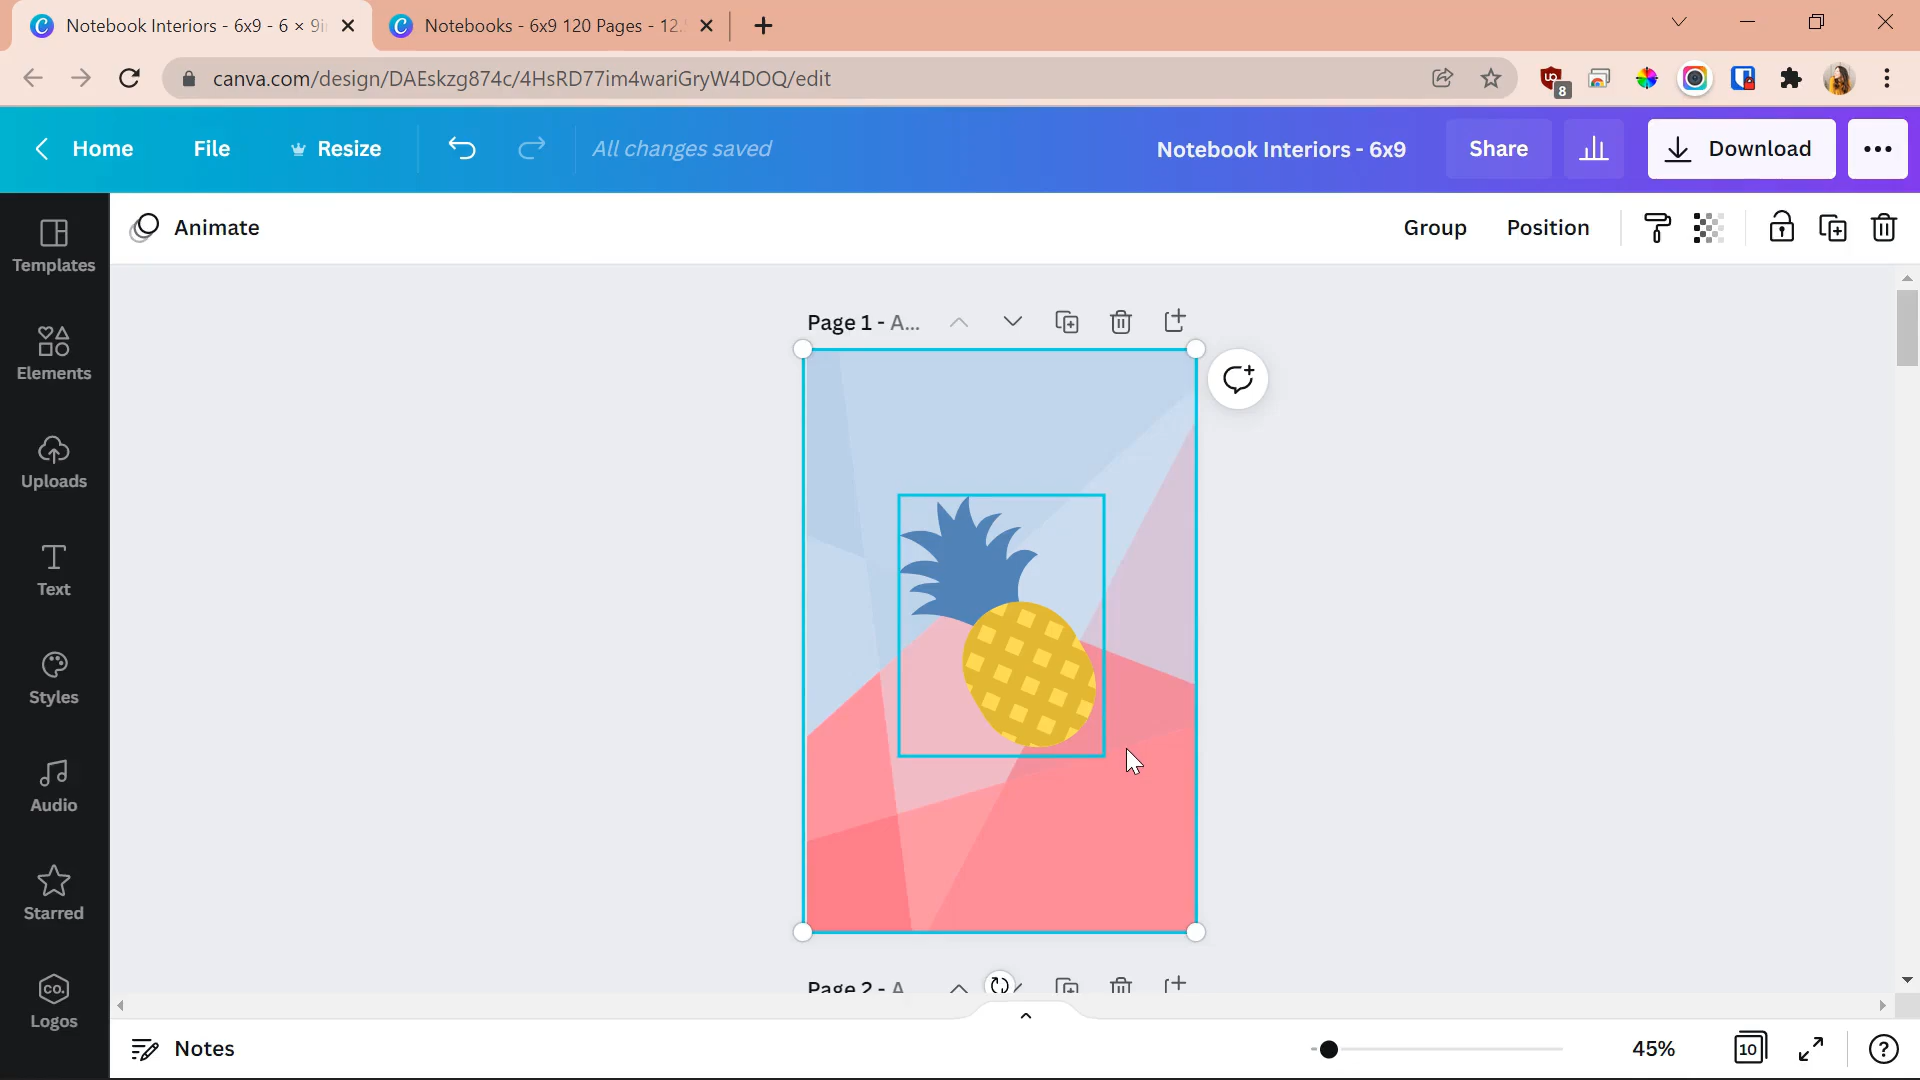 Notebook Interiors - 6x9 - 6 × 9i
Notebooks - 6x9 120 Pages - 12.
canva.com/design/DAEskzg874c/4HsRD77im4wariGryW4DOQ/edit
8
Home
File
Resize
All changes saved
Notebook Interiors - 6x9
Share
Download
Animate
Group
Position
Templates
Elements
Uploads
Text
Styles
Audio
Starred
co.
Logos
Page 1 - A...
Page 2 - A
Notes
45%
10